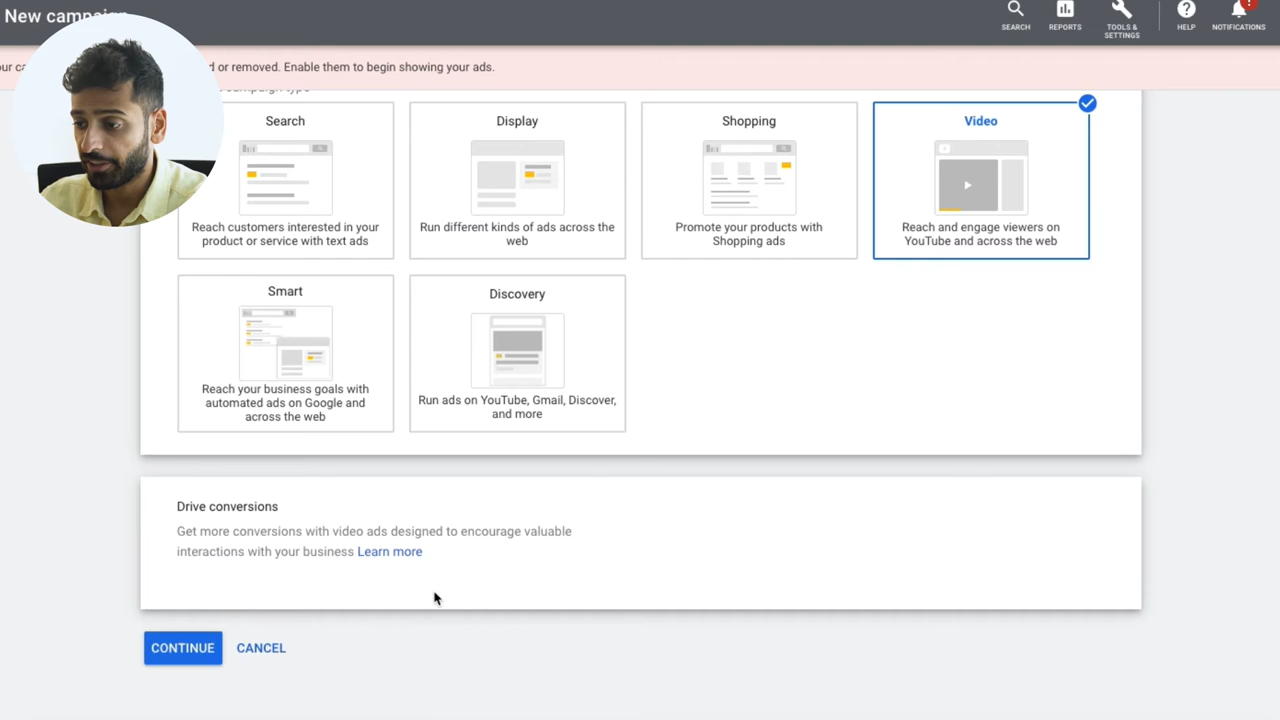 New campaign
SEARCH
REPORTS
TOOLS &
SETTINGS
HELP
NOTIFICATIONS
!
or removed. Enable them to begin showing your ads.
campaign type
Search
Reach customers interested in your
product or service with text ads
Display
Run different kinds of ads across the
web
Shopping
Promote your products with
Shopping ads
Video
Reach and engage viewers on
YouTube and across the web
Smart
Reach your business goals with
automated ads on Google and
across the web
Discovery
Run ads on YouTube, Gmail, Discover,
and more
Drive conversions
Get more conversions with video ads designed to encourage valuable
interactions with your business Learn more
CONTINUE
CANCEL